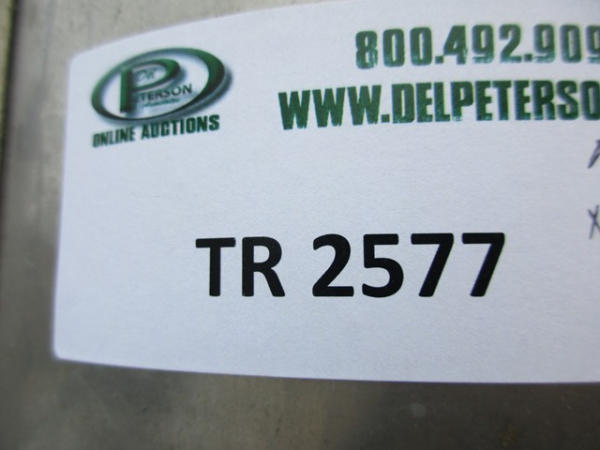 800.492.909
WWW.DELPETERSO
PETERSON
ONLINE AUCTIONS
TR 2577